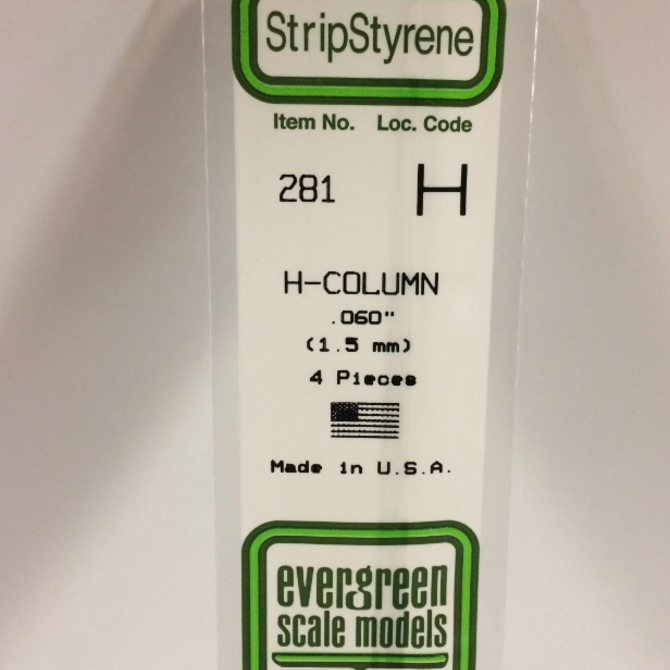 StripStyrene
Item No. Loc. Code
281 H
H-COLUMN
.060"
(1.5 mm)
4 Pieces
Made in U.S.A.
evergreen
scale models